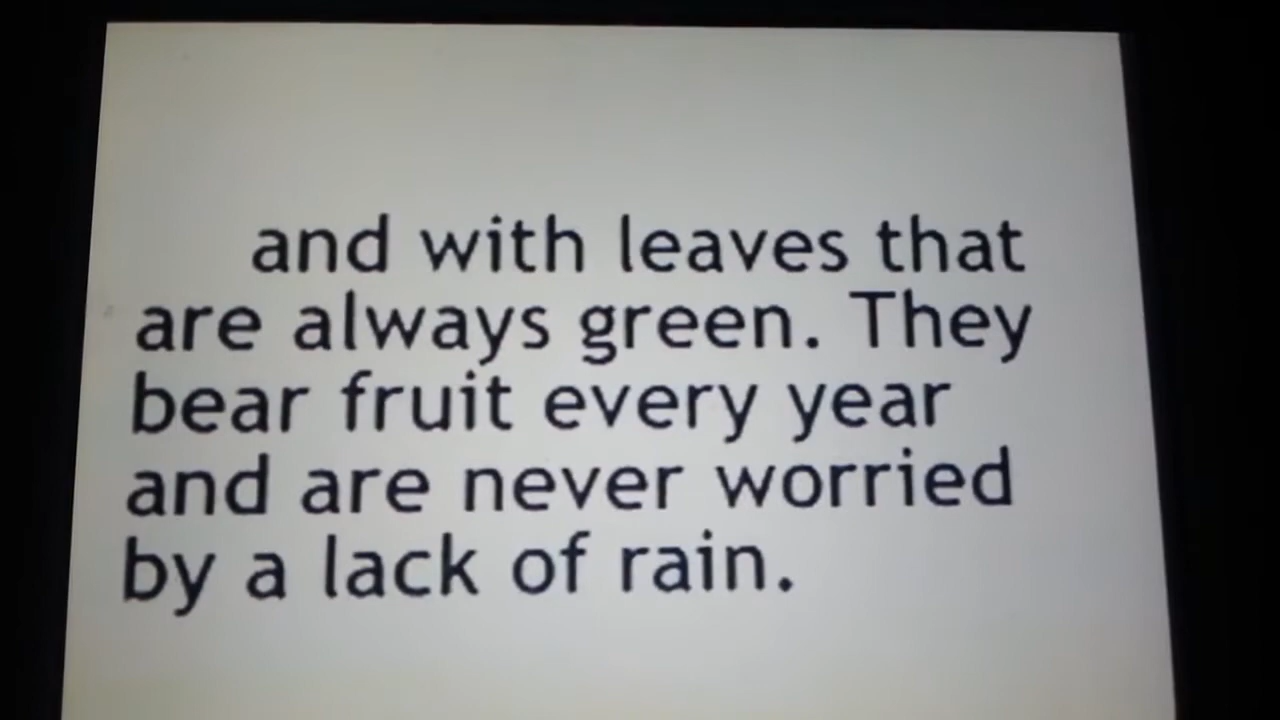 and with leaves that
are always green. They
bear fruit every year
and are never worried
by a lack of rain.